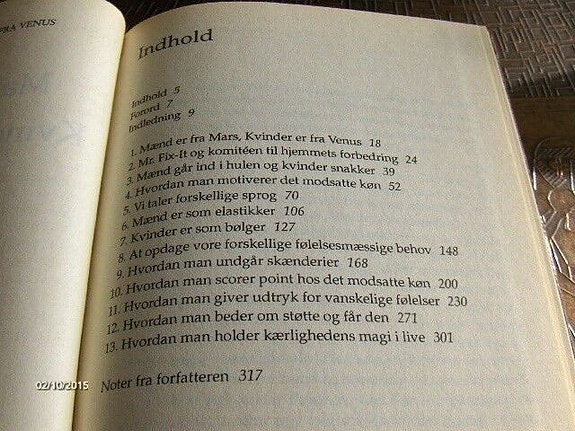 FRA VENUS
Indhold
Indhold 5
Forord 7
Indledning 9
1. Mænd er fra Mars, Kvinder er fra Venus 18
2. Mr. Fix-It og komitéen til hjemmets forbedring 24
3. Mænd går ind i hulen og kvinder snakker 39
4. Hvordan man motiverer det modsatte køn 52
5. Vi taler forskellige sprog 70
6. Mænd er som elastikker 106
7. Kvinder er som bølger 127
8. At opdage vore forskellige følelsesmæssige behov 148
9. Hvordan man undgår skænderier 168
10. Hvordan man scorer point hos det modsatte køn 200
11. Hvordan man giver udtryk for vanskelige følelser 230
12. Hvordan man beder om støtte og får den 271
13. Hvordan man holder kærlighedens magi i live 301
Noter fra forfatteren 317
02/10/2015